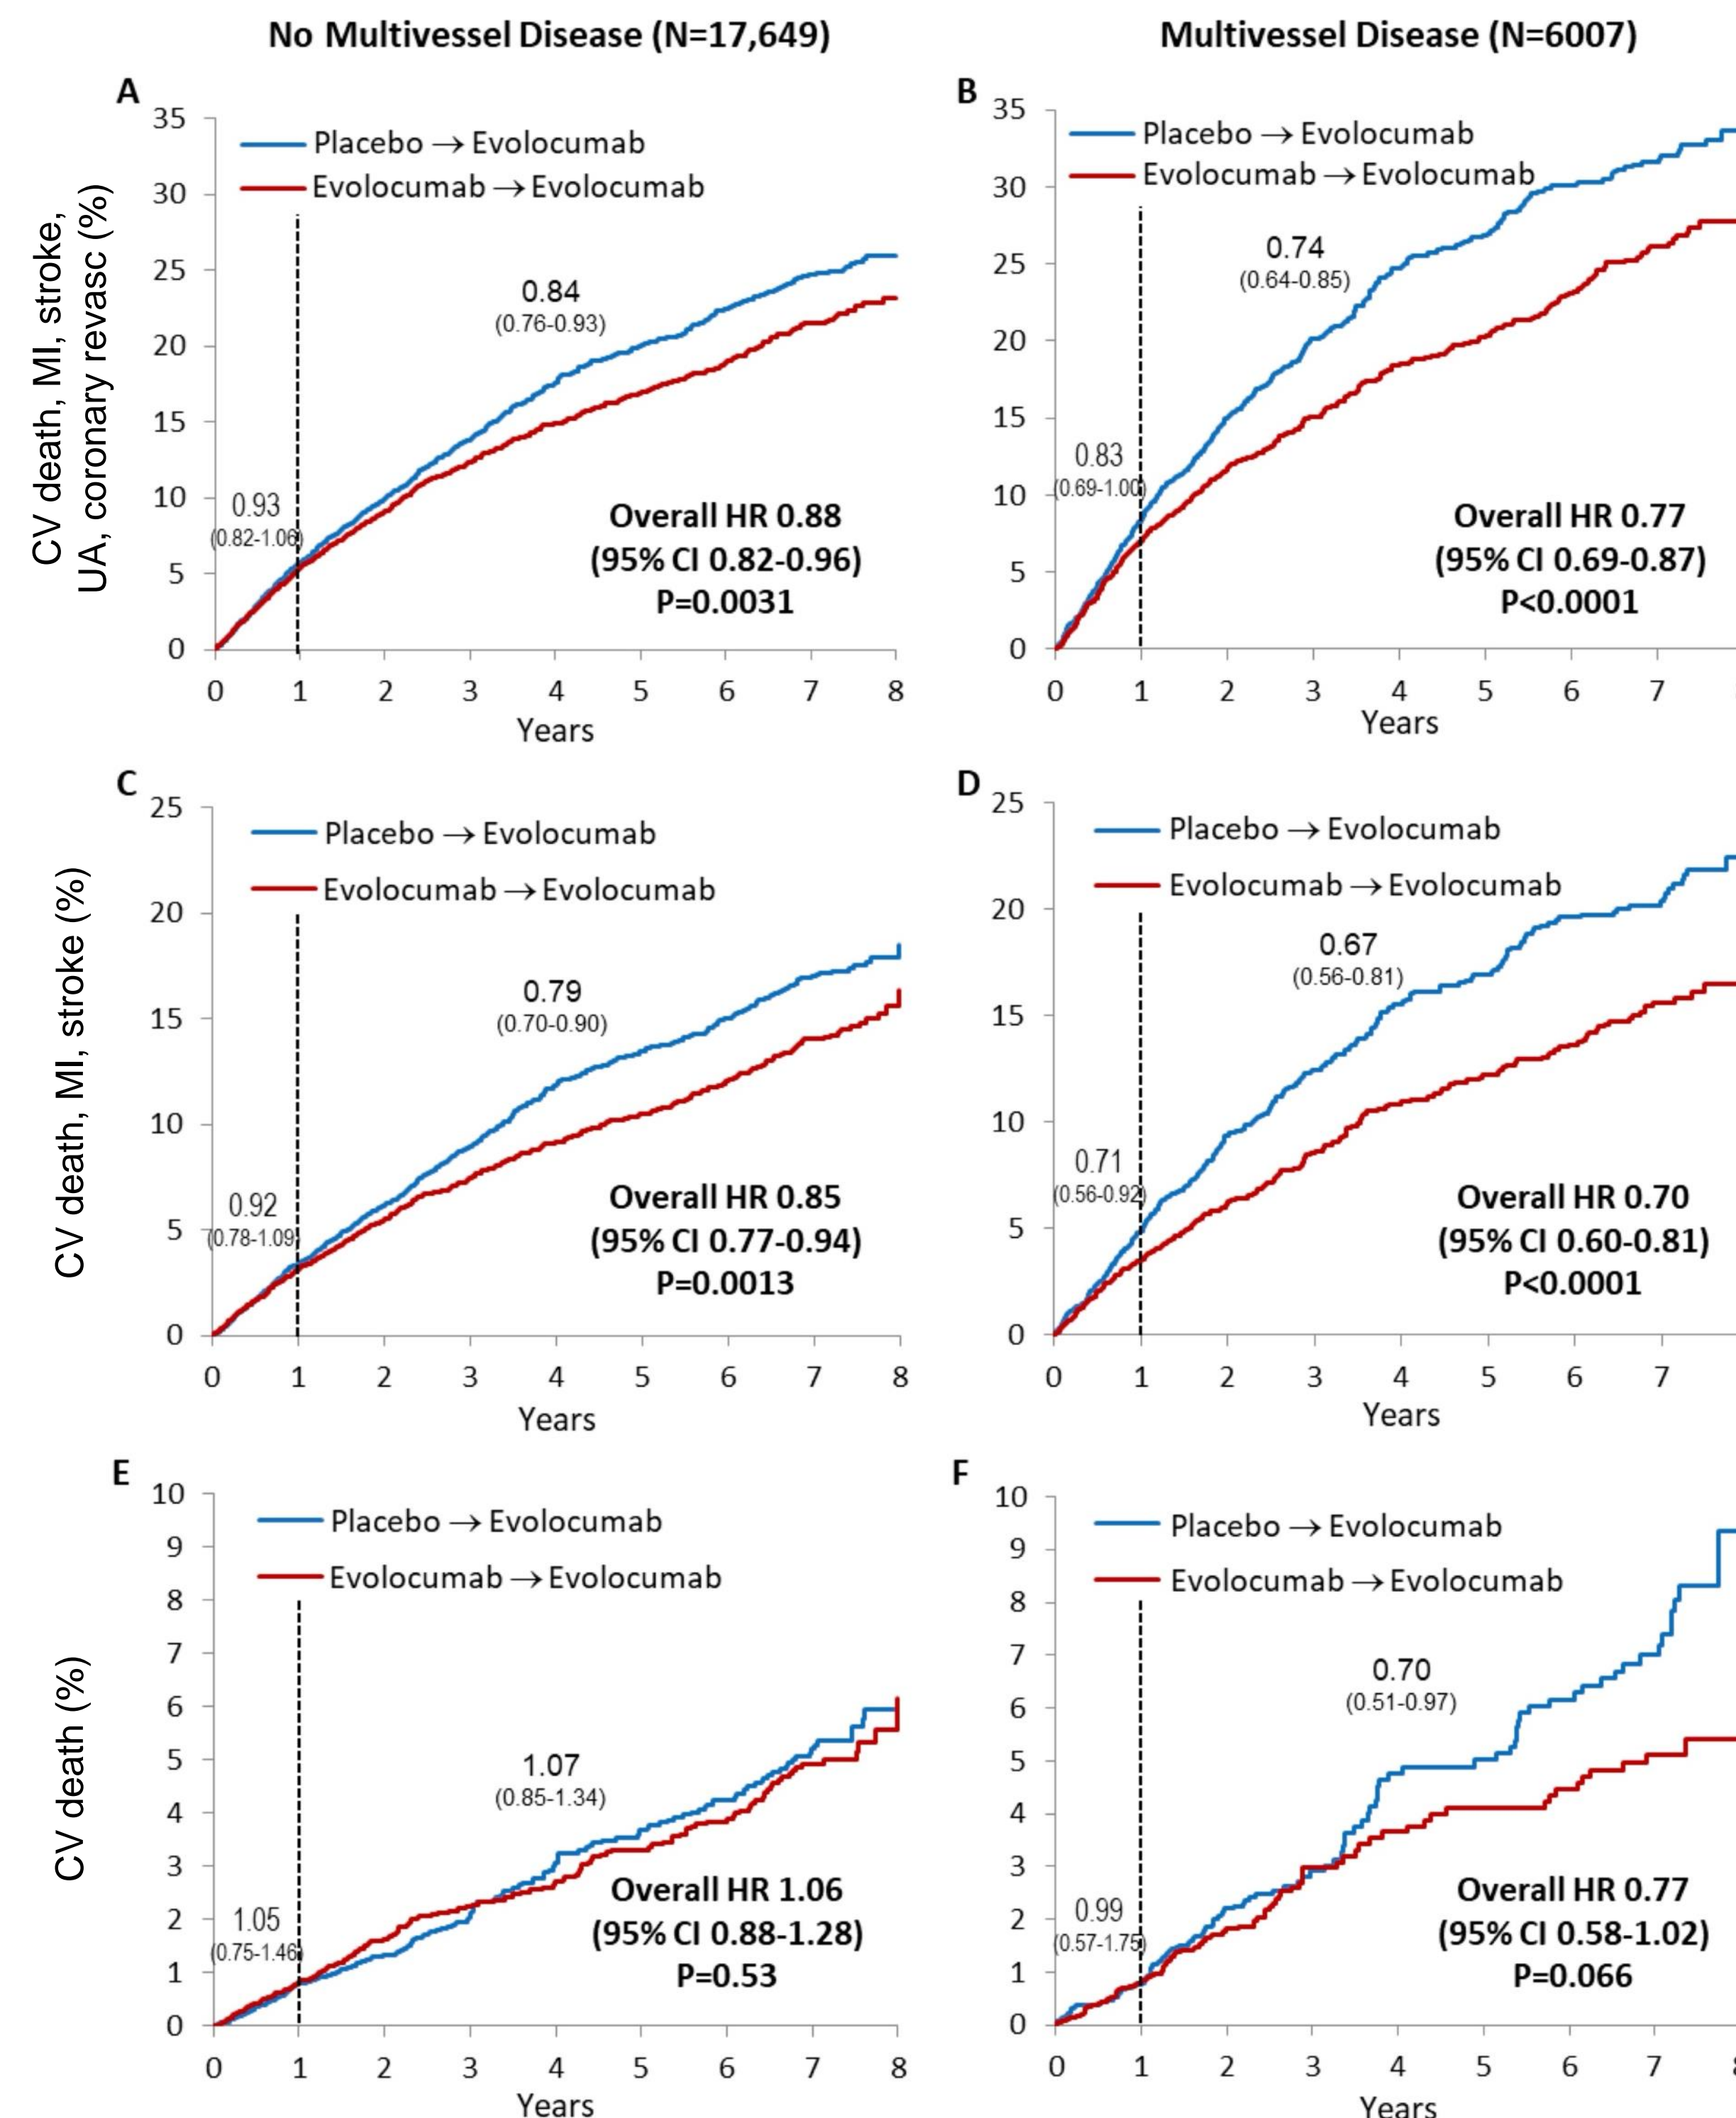 No Multivessel Disease (N=17,649)
Multivessel Disease (N=6007)
A
CV death, MI, stroke,
UA, coronary revasc (%)
35
30
25
20
15
10
5
0
Placebo → Evolocumab
Evolocumab → Evolocumab
0.84
(0.76-0.93)
0.93
(0.82-1.06)
Overall HR 0.88
(95% CI 0.82-0.96)
P=0.0031
0 1 2 3 4 5 6 7 8
Years
B
35
30
25
20
15
10
5
0
Placebo → Evolocumab
Evolocumab → Evolocumab
0.74
(0.64-0.85)
0.83
(0.69-1.00)
Overall HR 0.77
(95% CI 0.69-0.87)
P<0.0001
0 1 2 3 4 5 6 7
Years
C
CV death, MI, stroke (%)
25
20
15
10
5
0
Placebo → Evolocumab
Evolocumab → Evolocumab
0.79
(0.70-0.90)
0.92
(0.78-1.09)
Overall HR 0.85
(95% CI 0.77-0.94)
P=0.0013
0 1 2 3 4 5 6 7 8
Years
D
25
20
15
10
5
0
Placebo → Evolocumab
Evolocumab → Evolocumab
0.67
(0.56-0.81)
0.71
(0.56-0.92)
Overall HR 0.70
(95% CI 0.60-0.81)
P<0.0001
0 1 2 3 4 5 6 7
Years
E
CV death (%)
10
9
8
7
6
5
4
3
2
1
0
Placebo → Evolocumab
Evolocumab → Evolocumab
1.07
(0.85-1.34)
1.05
(0.75-1.46)
Overall HR 1.06
(95% CI 0.88-1.28)
P=0.53
0 1 2 3 4 5 6 7 8
Years
F
10
9
8
7
6
5
4
3
2
1
0
Placebo → Evolocumab
Evolocumab → Evolocumab
0.70
(0.51-0.97)
0.99
(0.57-1.75)
Overall HR 0.77
(95% CI 0.58-1.02)
P=0.066
0 1 2 3 4 5 6 7 8
Years